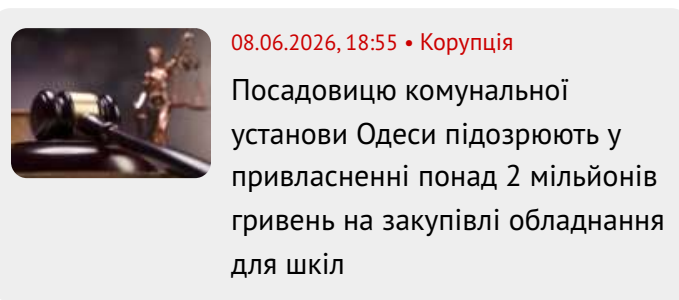 08.06.2026, 18:55 • Корупція
Посадовицю комунальної
установи Одеси підозрюють у
привласненні понад 2 мільйонів
гривень на закупівлі обладнання
для шкіл